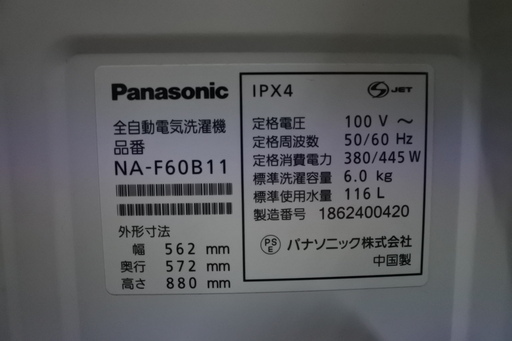 Panasonic
全自動電気洗濯機
品番
NA-F60B11
外形寸法
幅 562 mm
奥行 572 mm
高さ 880 mm
IPX4
S JET
定格電圧 100 V ～
定格周波数 50/60 Hz
定格消費電力 380/445 W
標準洗濯容量 6.0 kg
標準使用水量 116 L
製造番号 1862400420
PSE パナソニック株式会社
中国製